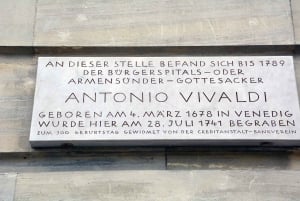 AN DIESER STELLE BEFAND SICH BIS 1789
DER BÜRGERSPITALS - ODER
ARMENSÜNDER - GOTTESACKER
ANTONIO VIVALDI
GEBOREN AM 4. MÄRZ 1678 IN VENEDIG
WURDE HIER AM 28. JULI 1741 BEGRABEN
ZUM 300. GEBURTSTAG GEWIDMET VON DER CREDITANSTALT-BANKVEREIN